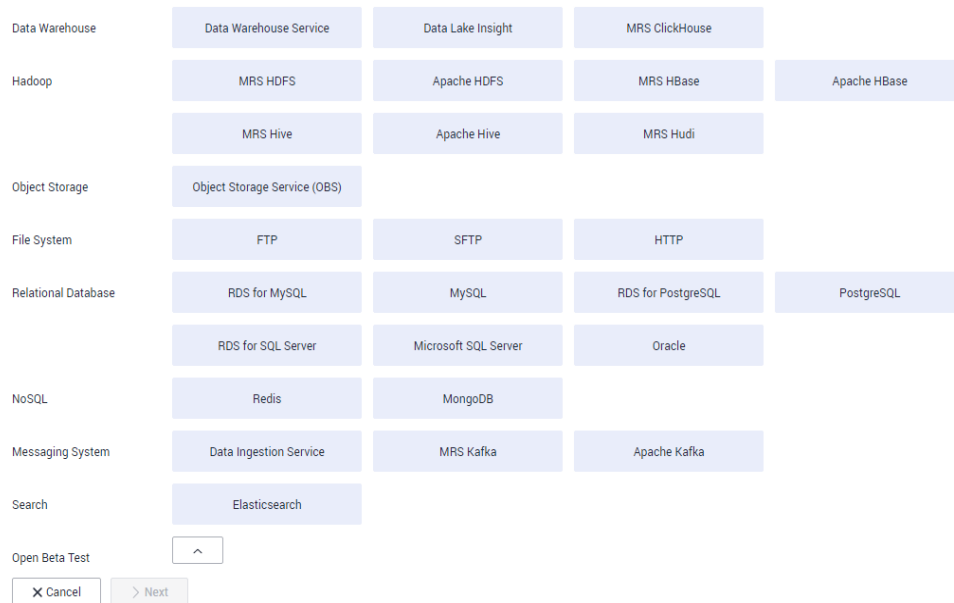 Data Warehouse Data Warehouse Service Data Lake Insight MRS ClickHouse
Hadoop MRS HDFS Apache HDFS MRS HBase Apache HBase
MRS Hive Apache Hive MRS Hudi
Object Storage Object Storage Service (OBS)
File System FTP SFTP HTTP
Relational Database RDS for MySQL MySQL RDS for PostgreSQL PostgreSQL
RDS for SQL Server Microsoft SQL Server Oracle
NoSQL Redis MongoDB
Messaging System Data Ingestion Service MRS Kafka Apache Kafka
Search Elasticsearch
Open Beta Test
Cancel Next